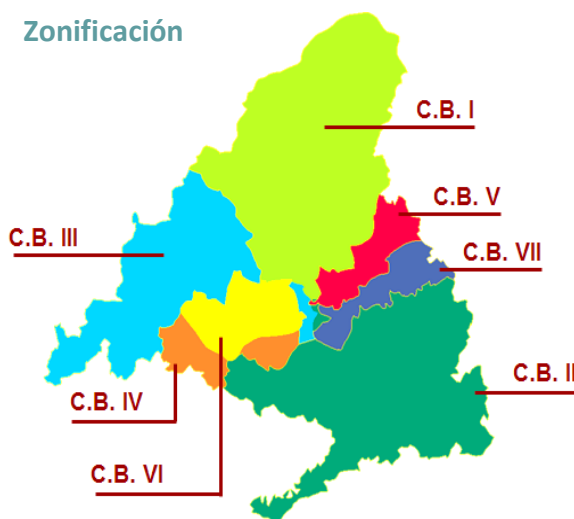 Zonificación
C.B. I
C.B. V
C.B. III
C.B. VII
C.B. II
C.B. IV
C.B. VI